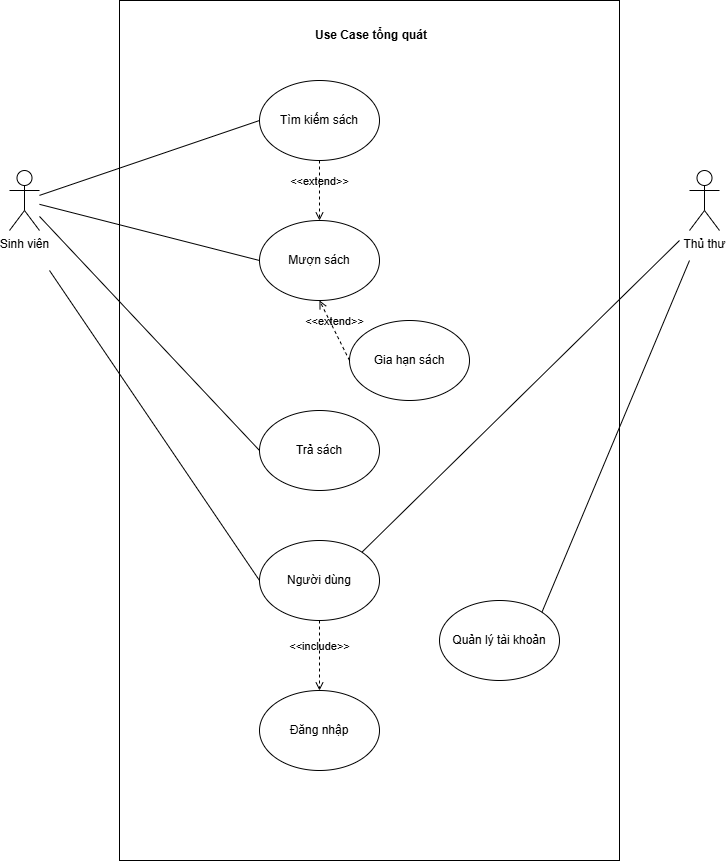 Use Case tổng quát
Tìm kiếm sách
<<extend>>
Sinh viên
Thủ thư
Mượn sách
<<extend>>
Gia hạn sách
Trả sách
Người dùng
Quản lý tài khoản
<<include>>
Đăng nhập